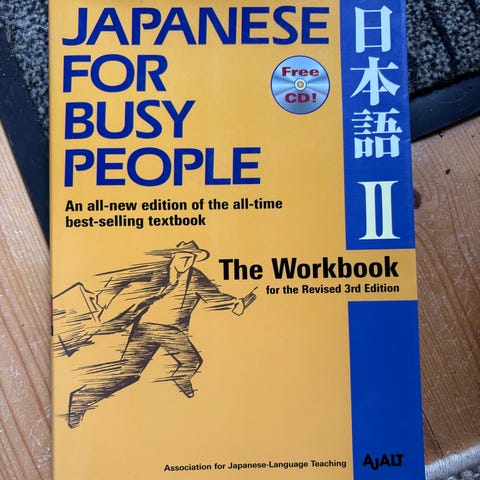 JAPANESE
FOR
BUSY
PEOPLE
Free
CD!
日本語 II
An all-new edition of the all-time
best-selling textbook
The Workbook
for the Revised 3rd Edition
Association for Japanese-Language Teaching
AJALT